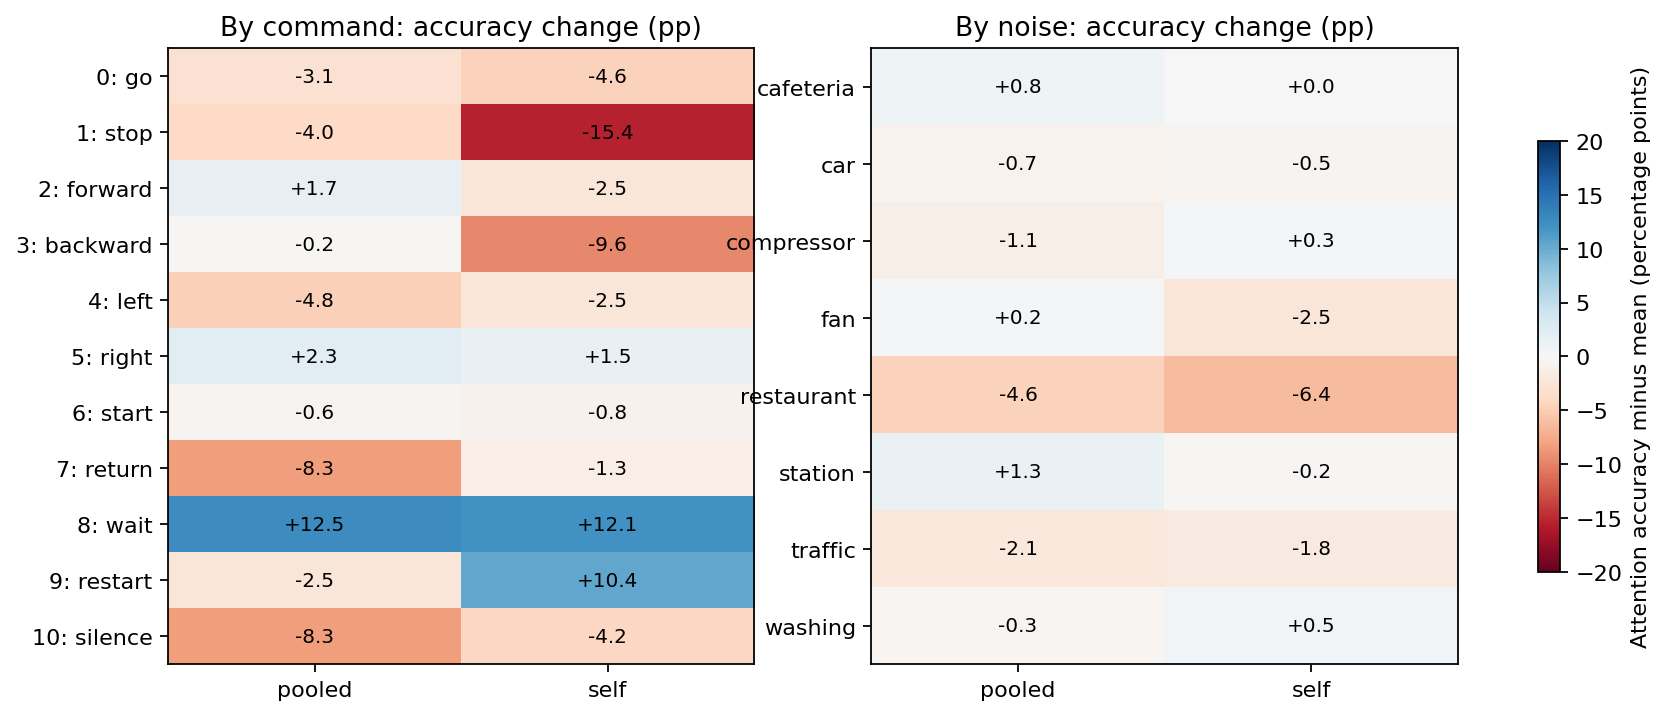 By command: accuracy change (pp)
0: go -3.1 -4.6
1: stop -4.0 -15.4
2: forward +1.7 -2.5
3: backward -0.2 -9.6
4: left -4.8 -2.5
5: right +2.3 +1.5
6: start -0.6 -0.8
7: return -8.3 -1.3
8: wait +12.5 +12.1
9: restart -2.5 +10.4
10: silence -8.3 -4.2
pooled self
By noise: accuracy change (pp)
cafeteria +0.8 +0.0
car -0.7 -0.5
compressor -1.1 +0.3
fan +0.2 -2.5
restaurant -4.6 -6.4
station +1.3 -0.2
traffic -2.1 -1.8
washing -0.3 +0.5
pooled self
20
15
10
5
0
−5
−10
−15
−20
Attention accuracy minus mean (percentage points)